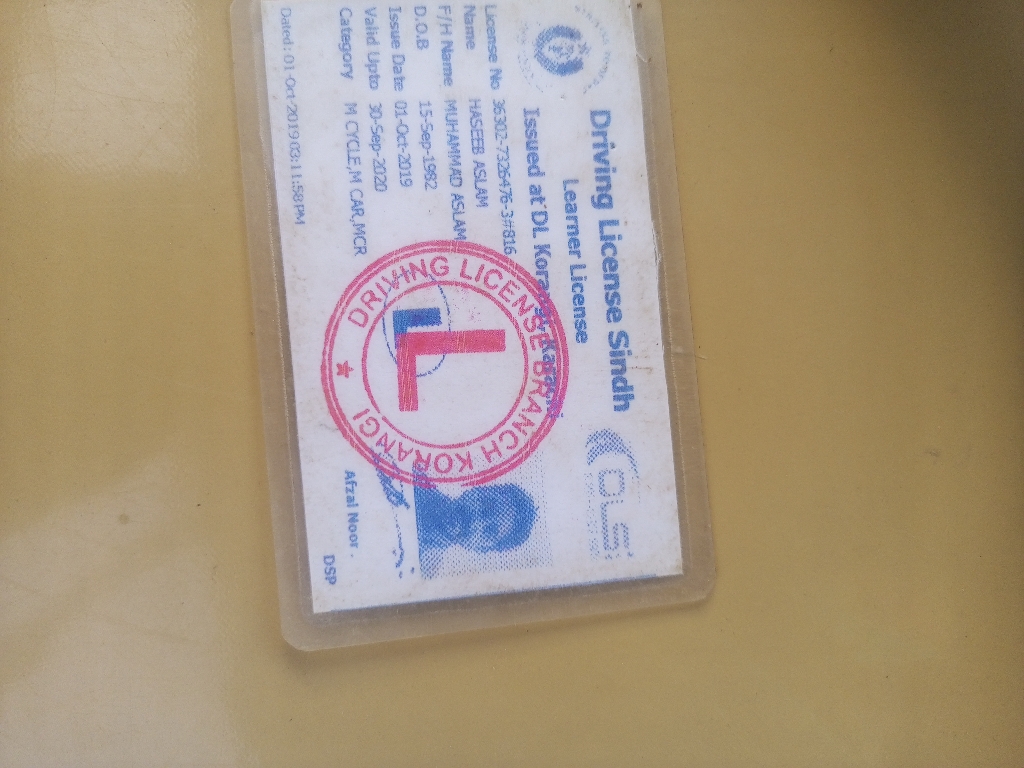 Driving License Sindh
Learner License
Issued at DL Korangi, Karachi
License No 36302-7326476-3#816
Name HASEEB ASLAM
F/H Name MUHAMMAD ASLAM
D.O.B 15-Sep-1982
Issue Date 01-Oct-2019
Valid Upto 30-Sep-2020
Category M CYCLE,M CAR,MCR
Dated : 01-Oct-2019 03:11:58 PM
DRIVING LICENSE BRANCH KORANGI
L
Afzal Noor
DSP